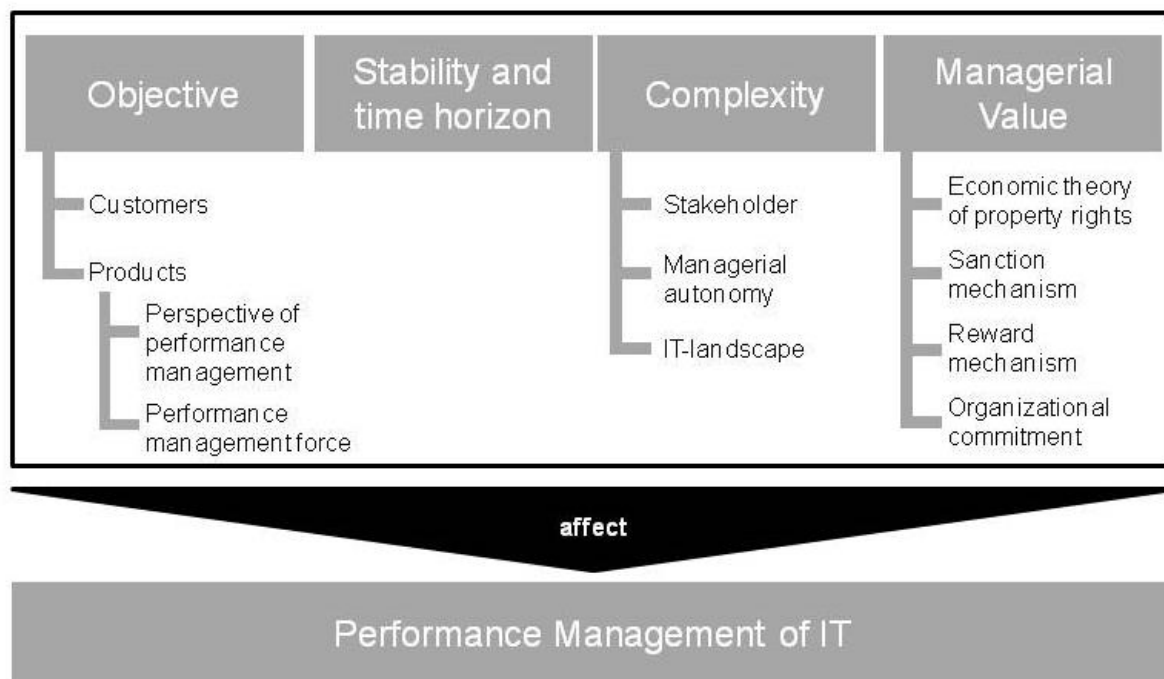 Objective
Stability and
time horizon
Complexity
Managerial
Value
Customers
Products
Perspective of
performance
management
Performance
management force
Stakeholder
Managerial
autonomy
IT-landscape
Economic theory
of property rights
Sanction
mechanism
Reward
mechanism
Organizational
commitment
affect
Performance Management of IT